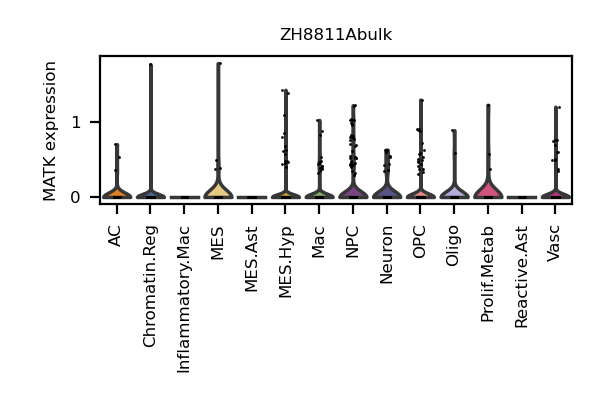 ZH8811Abulk
MATK expression
1
0
AC
Chromatin.Reg
Inflammatory.Mac
MES
MES.Ast
MES.Hyp
Mac
NPC
Neuron
OPC
Oligo
Prolif.Metab
Reactive.Ast
Vasc